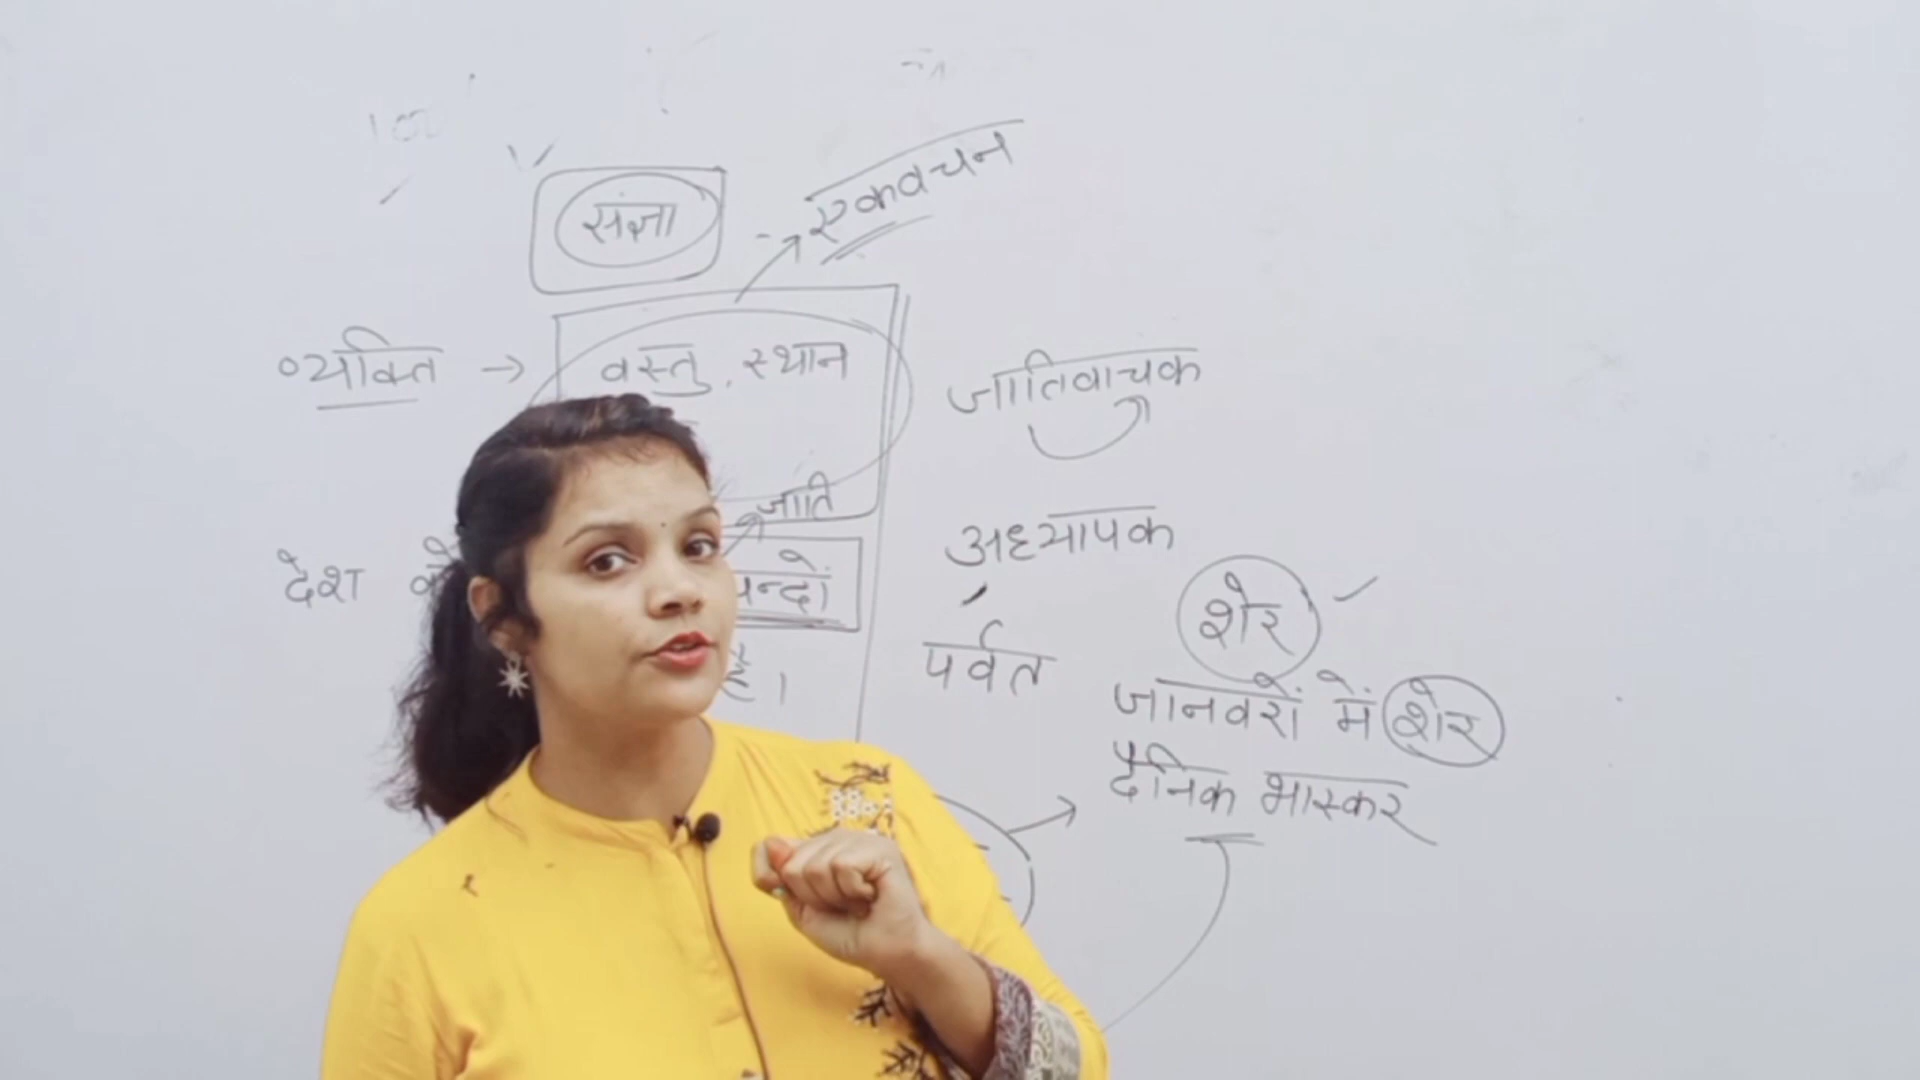 संज्ञा
एकवचन
व्यक्ति → वस्तु, स्थान
जातिवाचक
जाति
अध्यापक
देश
शेर
पर्वत
है।
जानवरों में शेर
दैनिक भास्कर